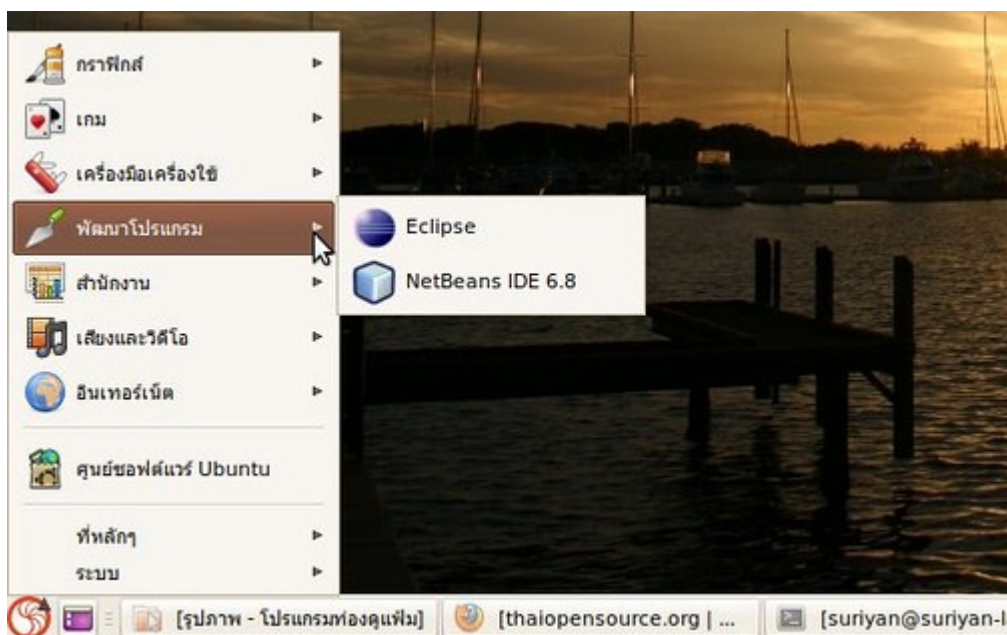 กราฟิกส์
เกม
เครื่องมือเครื่องใช้
พัฒนาโปรแกรม
Eclipse
NetBeans IDE 6.8
สำนักงาน
เสียงและวิดีโอ
อินเทอร์เน็ต
ศูนย์ซอฟต์แวร์ Ubuntu
ที่หลักๆ
ระบบ
[รูปภาพ - โปรแกรมท่องดูแฟ้ม]
[thaiopensource.org | ...
[suriyan@suriyan-